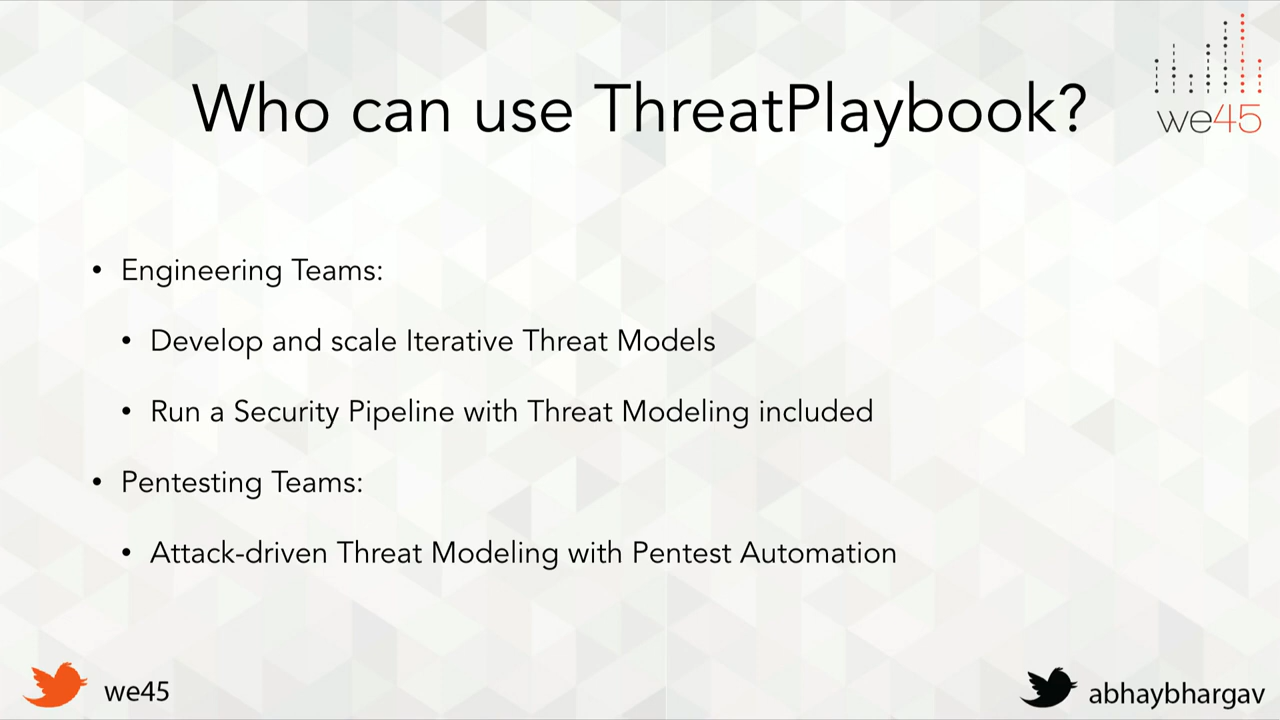 Who can use ThreatPlaybook?
we45
• Engineering Teams:
• Develop and scale Iterative Threat Models
• Run a Security Pipeline with Threat Modeling included
• Pentesting Teams:
• Attack-driven Threat Modeling with Pentest Automation
we45
abhaybhargav